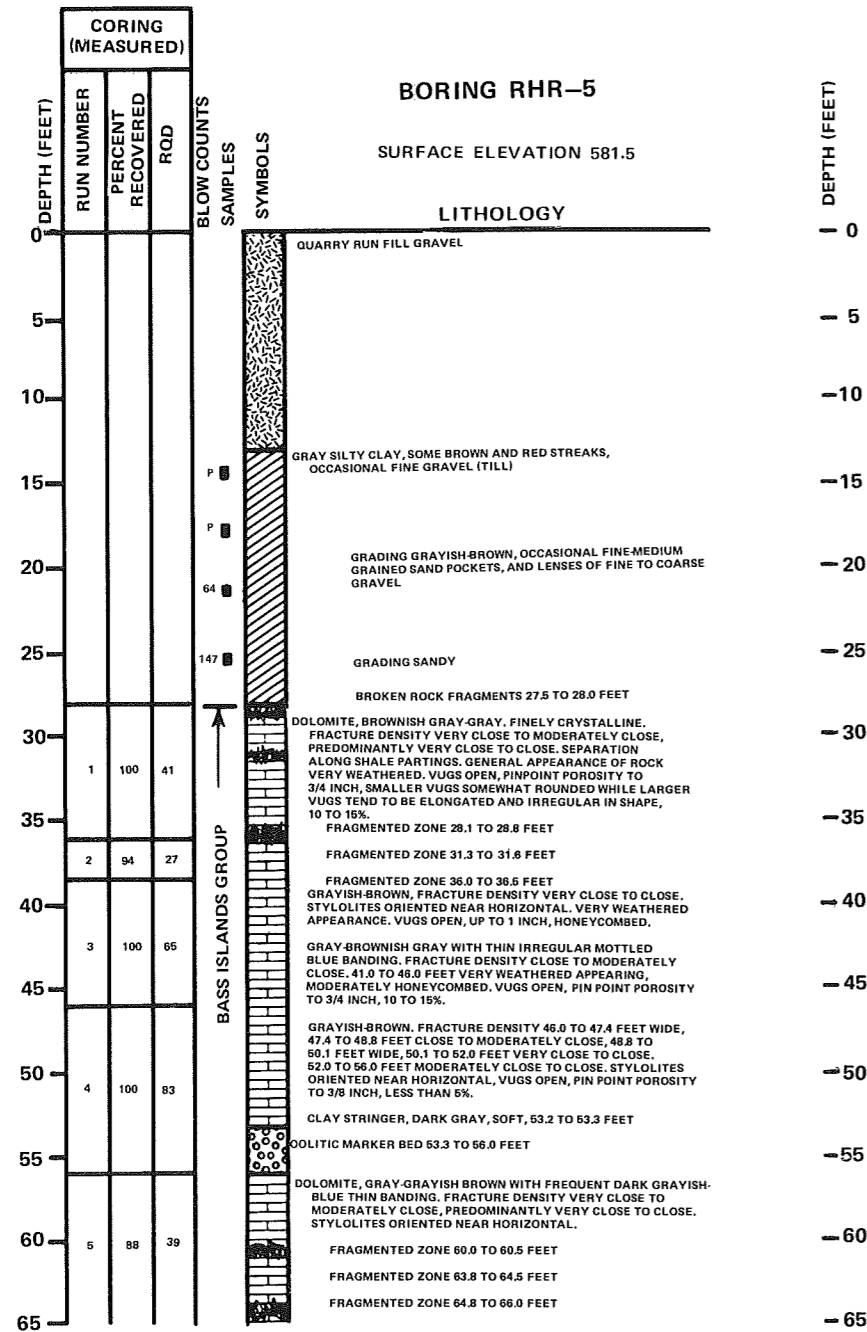 CORING
(MEASURED)
DEPTH (FEET)
RUN NUMBER
PERCENT
RECOVERED
RQD
BLOW COUNTS
SAMPLES
SYMBOLS
BORING RHR-5
SURFACE ELEVATION 581.5
LITHOLOGY
DEPTH (FEET)
0
0
QUARRY RUN FILL GRAVEL
5
5
10
10
GRAY SILTY CLAY, SOME BROWN AND RED STREAKS,
OCCASIONAL FINE GRAVEL (TILL)
P
15
15
P
GRADING GRAYISH-BROWN, OCCASIONAL FINE-MEDIUM
GRAINED SAND POCKETS, AND LENSES OF FINE TO COARSE
GRAVEL
20
20
64
25
25
147
GRADING SANDY
BROKEN ROCK FRAGMENTS 27.5 TO 28.0 FEET
DOLOMITE, BROWNISH GRAY-GRAY. FINELY CRYSTALLINE.
FRACTURE DENSITY VERY CLOSE TO MODERATELY CLOSE,
PREDOMINANTLY VERY CLOSE TO CLOSE. SEPARATION
ALONG SHALE PARTINGS. GENERAL APPEARANCE OF ROCK
VERY WEATHERED. VUGS OPEN, PINPOINT POROSITY TO
3/4 INCH, SMALLER VUGS SOMEWHAT ROUNDED WHILE LARGER
VUGS TEND TO BE ELONGATED AND IRREGULAR IN SHAPE,
10 TO 15%.
30
30
1
100
41
35
35
FRAGMENTED ZONE 28.1 TO 28.8 FEET
FRAGMENTED ZONE 31.3 TO 31.6 FEET
2
94
27
FRAGMENTED ZONE 36.0 TO 36.5 FEET
GRAYISH-BROWN, FRACTURE DENSITY VERY CLOSE TO CLOSE.
STYLOLITES ORIENTED NEAR HORIZONTAL. VERY WEATHERED
APPEARANCE. VUGS OPEN, UP TO 1 INCH, HONEYCOMBED.
40
40
BASS ISLANDS GROUP
3
100
65
GRAY-BROWNISH GRAY WITH THIN IRREGULAR MOTTLED
BLUE BANDING. FRACTURE DENSITY CLOSE TO MODERATELY
CLOSE. 41.0 TO 46.0 FEET VERY WEATHERED APPEARING,
MODERATELY HONEYCOMBED. VUGS OPEN, PIN POINT POROSITY
TO 3/4 INCH, 10 TO 15%.
45
45
GRAYISH-BROWN. FRACTURE DENSITY 46.0 TO 47.4 FEET WIDE,
47.4 TO 48.8 FEET CLOSE TO MODERATELY CLOSE, 48.8 TO
50.1 FEET WIDE, 50.1 TO 52.0 FEET VERY CLOSE TO CLOSE.
52.0 TO 56.0 FEET MODERATELY CLOSE TO CLOSE. STYLOLITES
ORIENTED NEAR HORIZONTAL, VUGS OPEN, PIN POINT POROSITY
TO 3/8 INCH, LESS THAN 5%.
50
50
4
100
83
CLAY STRINGER, DARK GRAY, SOFT, 53.2 TO 53.3 FEET
OOLITIC MARKER BED 53.3 TO 56.0 FEET
55
55
DOLOMITE, GRAY-GRAYISH BROWN WITH FREQUENT DARK GRAYISH-
BLUE THIN BANDING. FRACTURE DENSITY VERY CLOSE TO
MODERATELY CLOSE, PREDOMINANTLY VERY CLOSE TO CLOSE.
STYLOLITES ORIENTED NEAR HORIZONTAL.
60
60
5
88
39
FRAGMENTED ZONE 60.0 TO 60.5 FEET
FRAGMENTED ZONE 63.8 TO 64.5 FEET
FRAGMENTED ZONE 64.8 TO 66.0 FEET
65
65